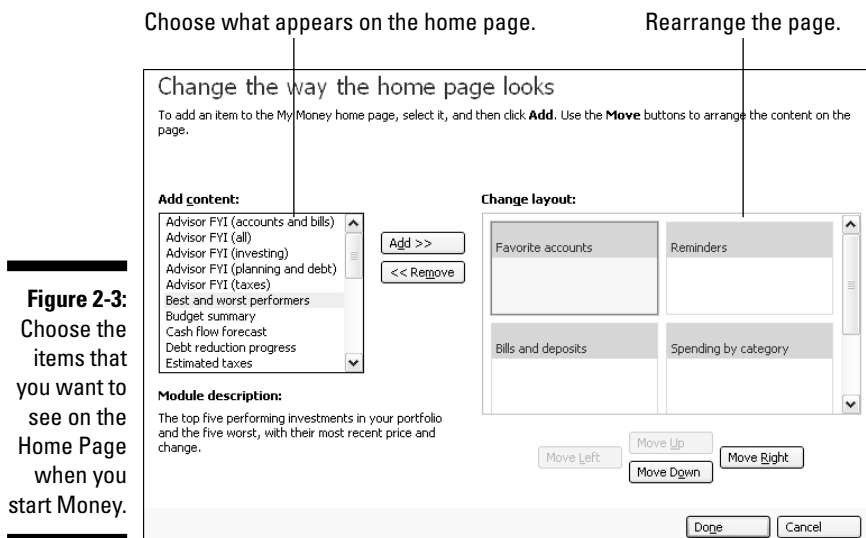 Choose what appears on the home page.
Rearrange the page.
Change the way the home page looks
To add an item to the My Money home page, select it, and then click Add. Use the Move buttons to arrange the content on the
page.
Add content:
Advisor FYI (accounts and bills)
Advisor FYI (all)
Advisor FYI (investing)
Advisor FYI (planning and debt)
Advisor FYI (taxes)
Best and worst performers
Budget summary
Cash flow forecast
Debt reduction progress
Estimated taxes
Add >>
<< Remove
Change layout:
Favorite accounts
Reminders
Bills and deposits
Spending by category
Module description:
The top five performing investments in your portfolio
and the five worst, with their most recent price and
change.
Move Left
Move Up
Move Down
Move Right
Done
Cancel
Figure 2-3:
Choose the
items that
you want to
see on the
Home Page
when you
start Money.